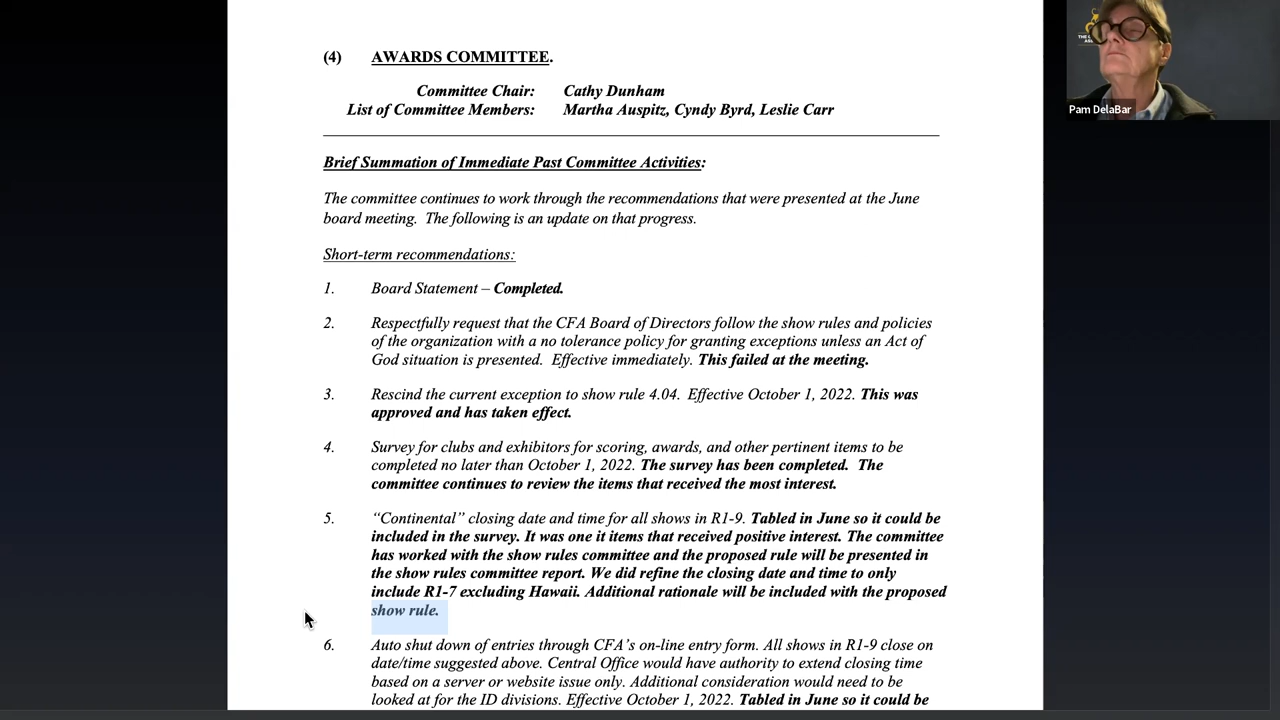 (4) AWARDS COMMITTEE.
Committee Chair: Cathy Dunham
List of Committee Members: Martha Auspitz, Cyndy Byrd, Leslie Carr
Brief Summation of Immediate Past Committee Activities:
The committee continues to work through the recommendations that were presented at the June
board meeting. The following is an update on that progress.
Short-term recommendations:
1. Board Statement – Completed.
2. Respectfully request that the CFA Board of Directors follow the show rules and policies
of the organization with a no tolerance policy for granting exceptions unless an Act of
God situation is presented. Effective immediately. This failed at the meeting.
3. Rescind the current exception to show rule 4.04. Effective October 1, 2022. This was
approved and has taken effect.
4. Survey for clubs and exhibitors for scoring, awards, and other pertinent items to be
completed no later than October 1, 2022. The survey has been completed. The
committee continues to review the items that received the most interest.
5. “Continental” closing date and time for all shows in R1-9. Tabled in June so it could be
included in the survey. It was one it items that received positive interest. The committee
has worked with the show rules committee and the proposed rule will be presented in
the show rules committee report. We did refine the closing date and time to only
include R1-7 excluding Hawaii. Additional rationale will be included with the proposed
show rule.
6. Auto shut down of entries through CFA’s on-line entry form. All shows in R1-9 close on
date/time suggested above. Central Office would have authority to extend closing time
based on a server or website issue only. Additional consideration would need to be
looked at for the ID divisions. Effective October 1, 2022. Tabled in June so it could be
Pam DelaBar